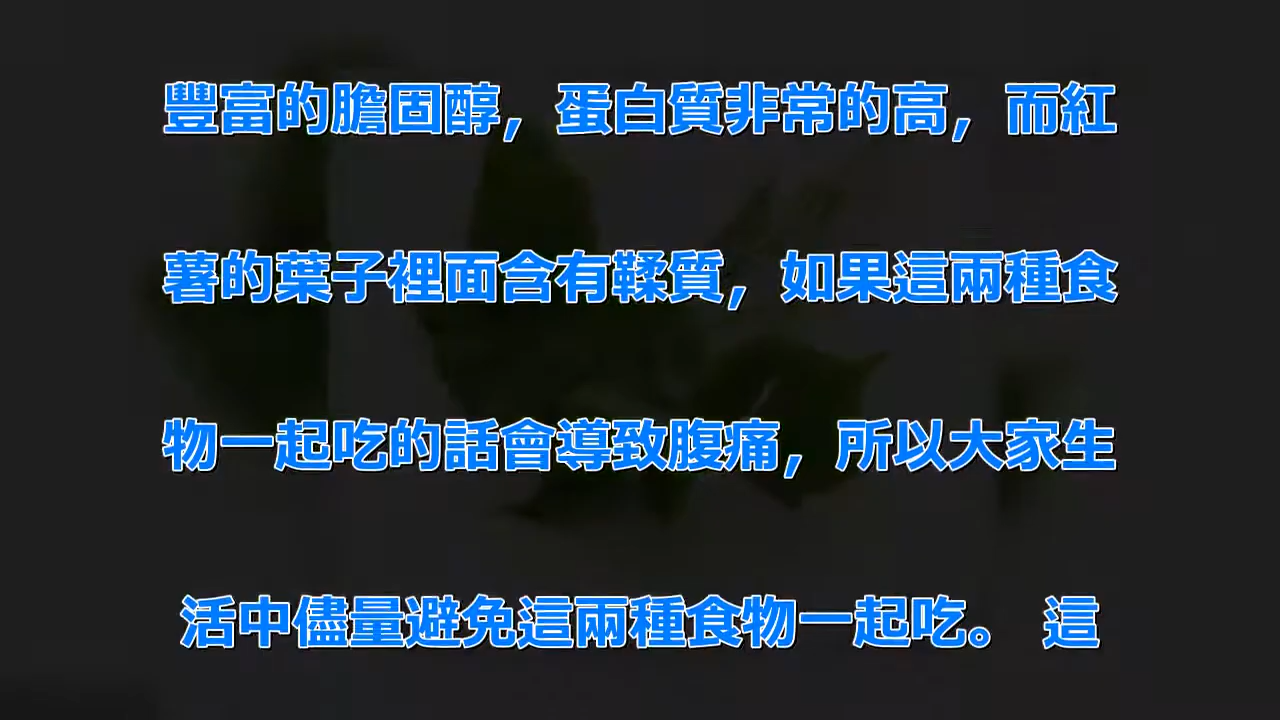 豐富的膽固醇，蛋白質非常的高，而紅
薯的葉子裡面含有鞣質，如果這兩種食
物一起吃的話會導致腹痛，所以大家生
活中儘量避免這兩種食物一起吃。 這